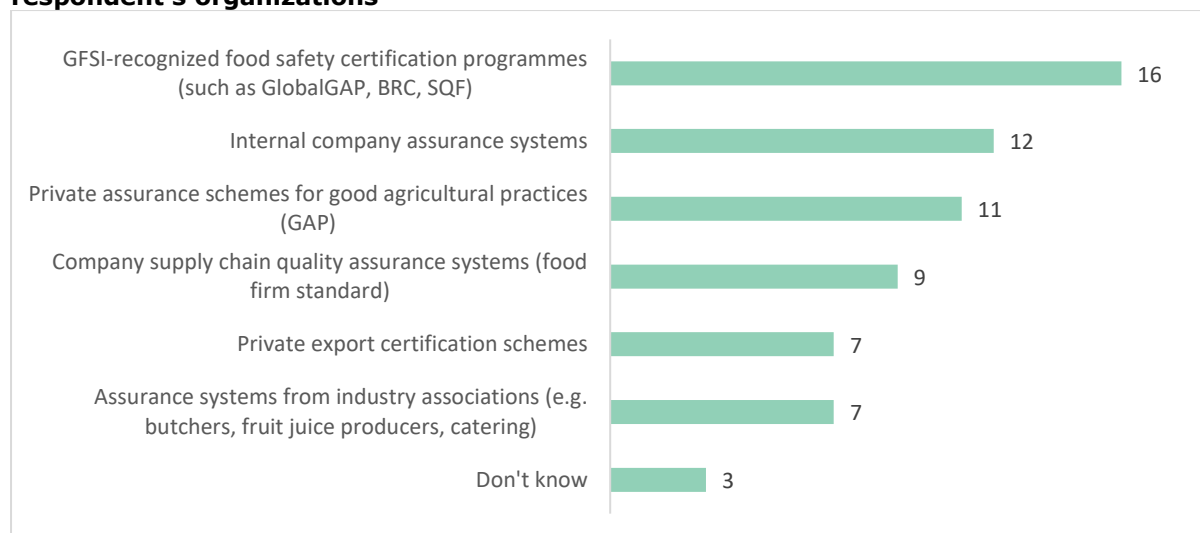 respondent's organizations
GFSI-recognized food safety certification programmes
(such as GlobalGAP, BRC, SQF)
16
Internal company assurance systems
12
Private assurance schemes for good agricultural practices
(GAP)
11
Company supply chain quality assurance systems (food
firm standard)
9
Private export certification schemes
7
Assurance systems from industry associations (e.g.
butchers, fruit juice producers, catering)
7
Don't know
3